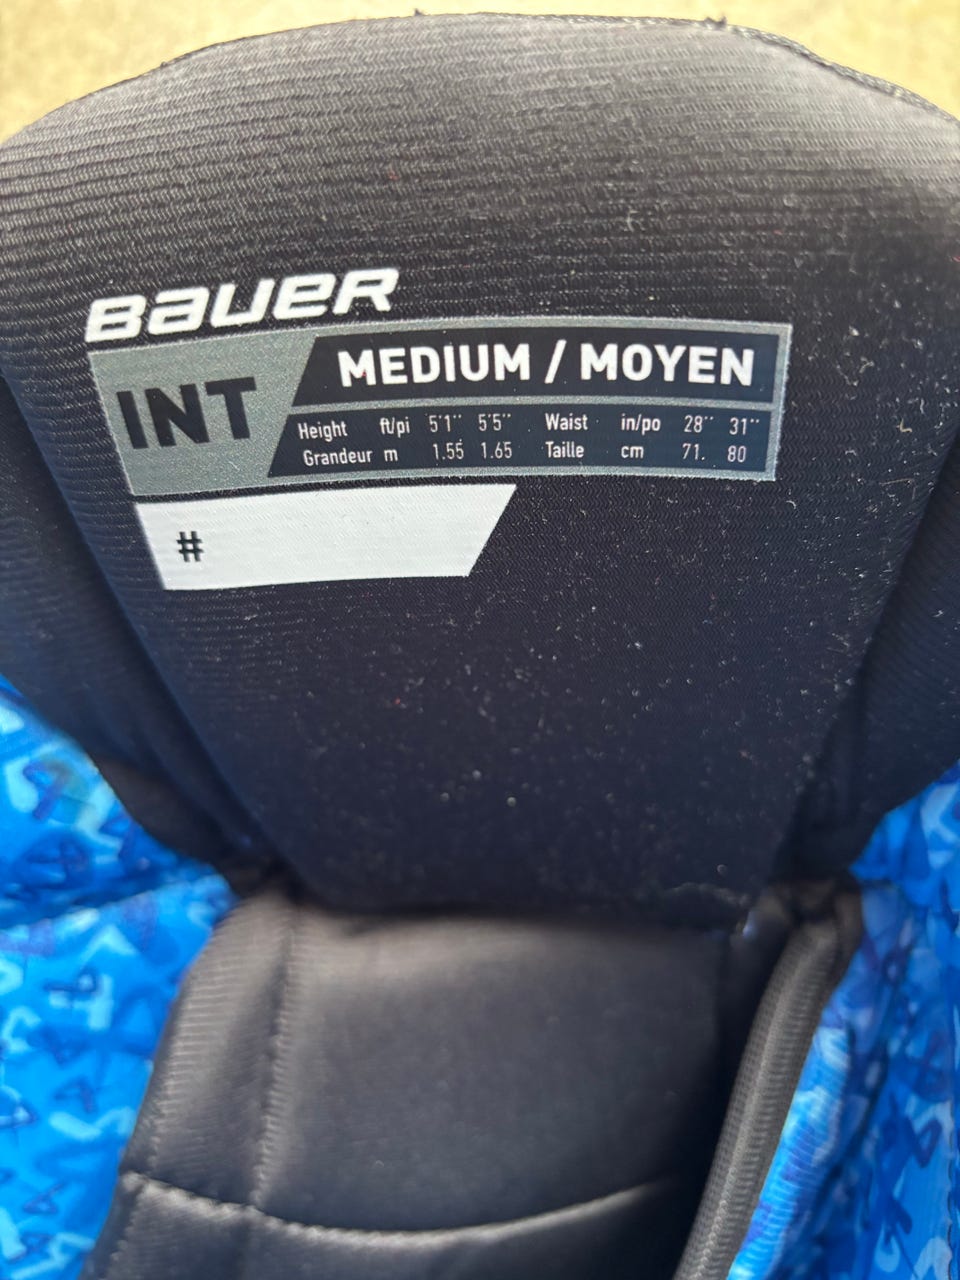 BAUER
INT
MEDIUM / MOYEN
Height ft/pi 5'1'' 5'5'' Waist in/po 28'' 31''
Grandeur m 1.55 1.65 Taille cm 71. 80
#